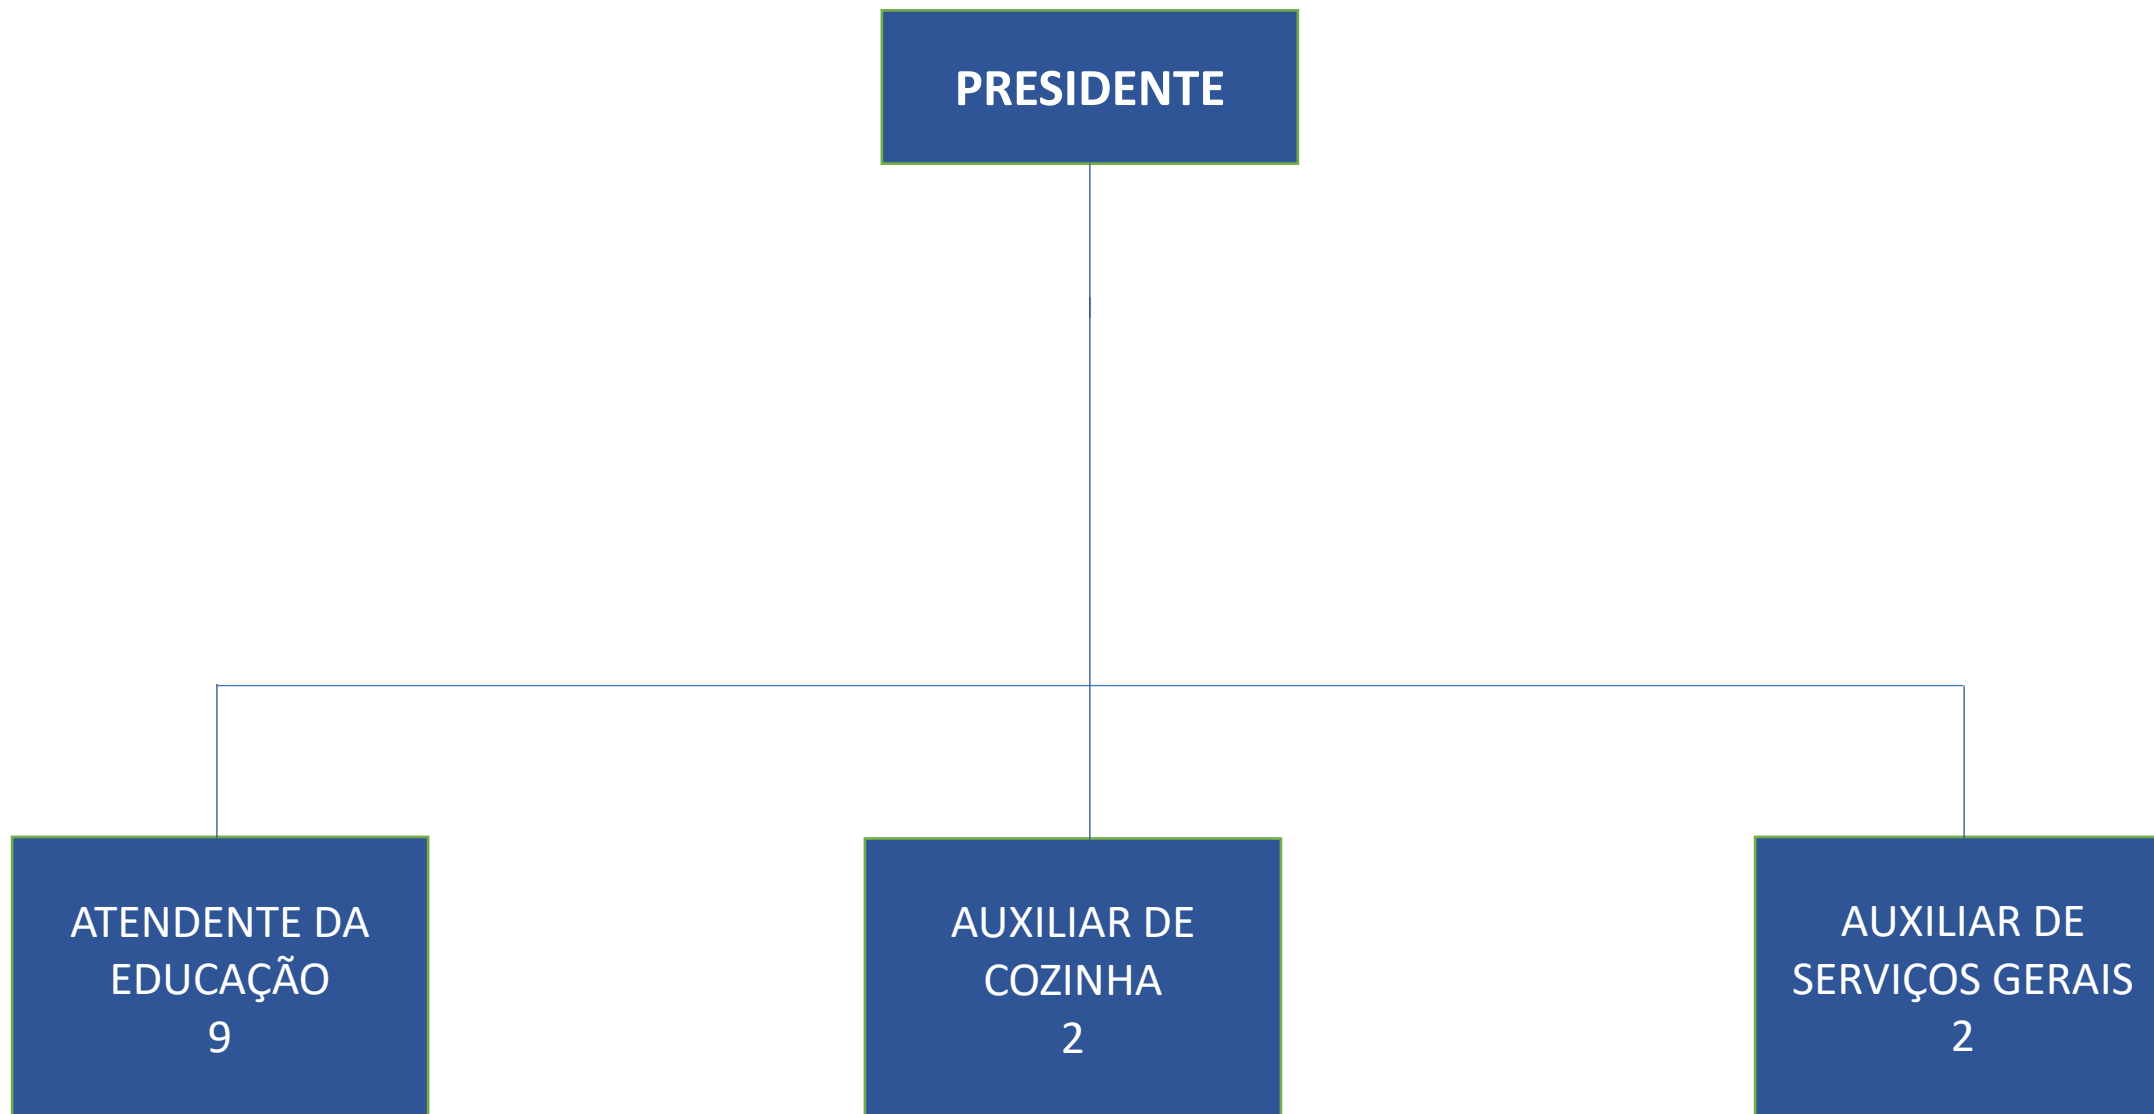 PRESIDENTE
ATENDENTE DA
EDUCAÇÃO
9
AUXILIAR DE
COZINHA
2
AUXILIAR DE
SERVIÇOS GERAIS
2